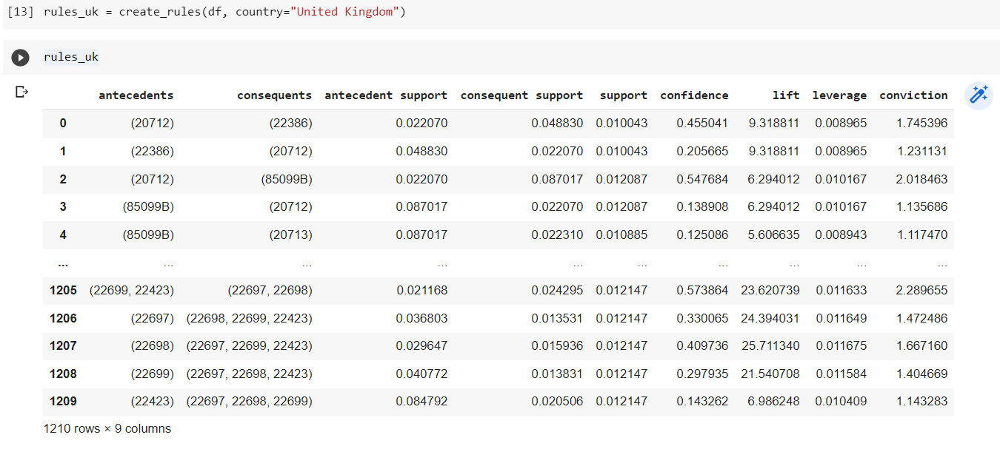 [13] rules_uk = create_rules(df, country="United Kingdom")
rules_uk
antecedents consequents antecedent support consequent support support confidence lift leverage conviction
0 (20712) (22386) 0.022070 0.048830 0.010043 0.455041 9.318811 0.008965 1.745396
1 (22386) (20712) 0.048830 0.022070 0.010043 0.205665 9.318811 0.008965 1.231131
2 (20712) (85099B) 0.022070 0.087017 0.012087 0.547684 6.294012 0.010167 2.018463
3 (85099B) (20712) 0.087017 0.022070 0.012087 0.138908 6.294012 0.010167 1.135686
4 (85099B) (20713) 0.087017 0.022310 0.010885 0.125086 5.606635 0.008943 1.117470
... ... ... ... ... ... ... ... ... ...
1205 (22699, 22423) (22697, 22698) 0.021168 0.024295 0.012147 0.573864 23.620739 0.011633 2.289655
1206 (22697) (22698, 22699, 22423) 0.036803 0.013531 0.012147 0.330065 24.394031 0.011649 1.472486
1207 (22698) (22697, 22699, 22423) 0.029647 0.015936 0.012147 0.409736 25.711340 0.011675 1.667160
1208 (22699) (22697, 22698, 22423) 0.040772 0.013831 0.012147 0.297935 21.540708 0.011584 1.404669
1209 (22423) (22697, 22698, 22699) 0.084792 0.020506 0.012147 0.143262 6.986248 0.010409 1.143283
1210 rows × 9 columns